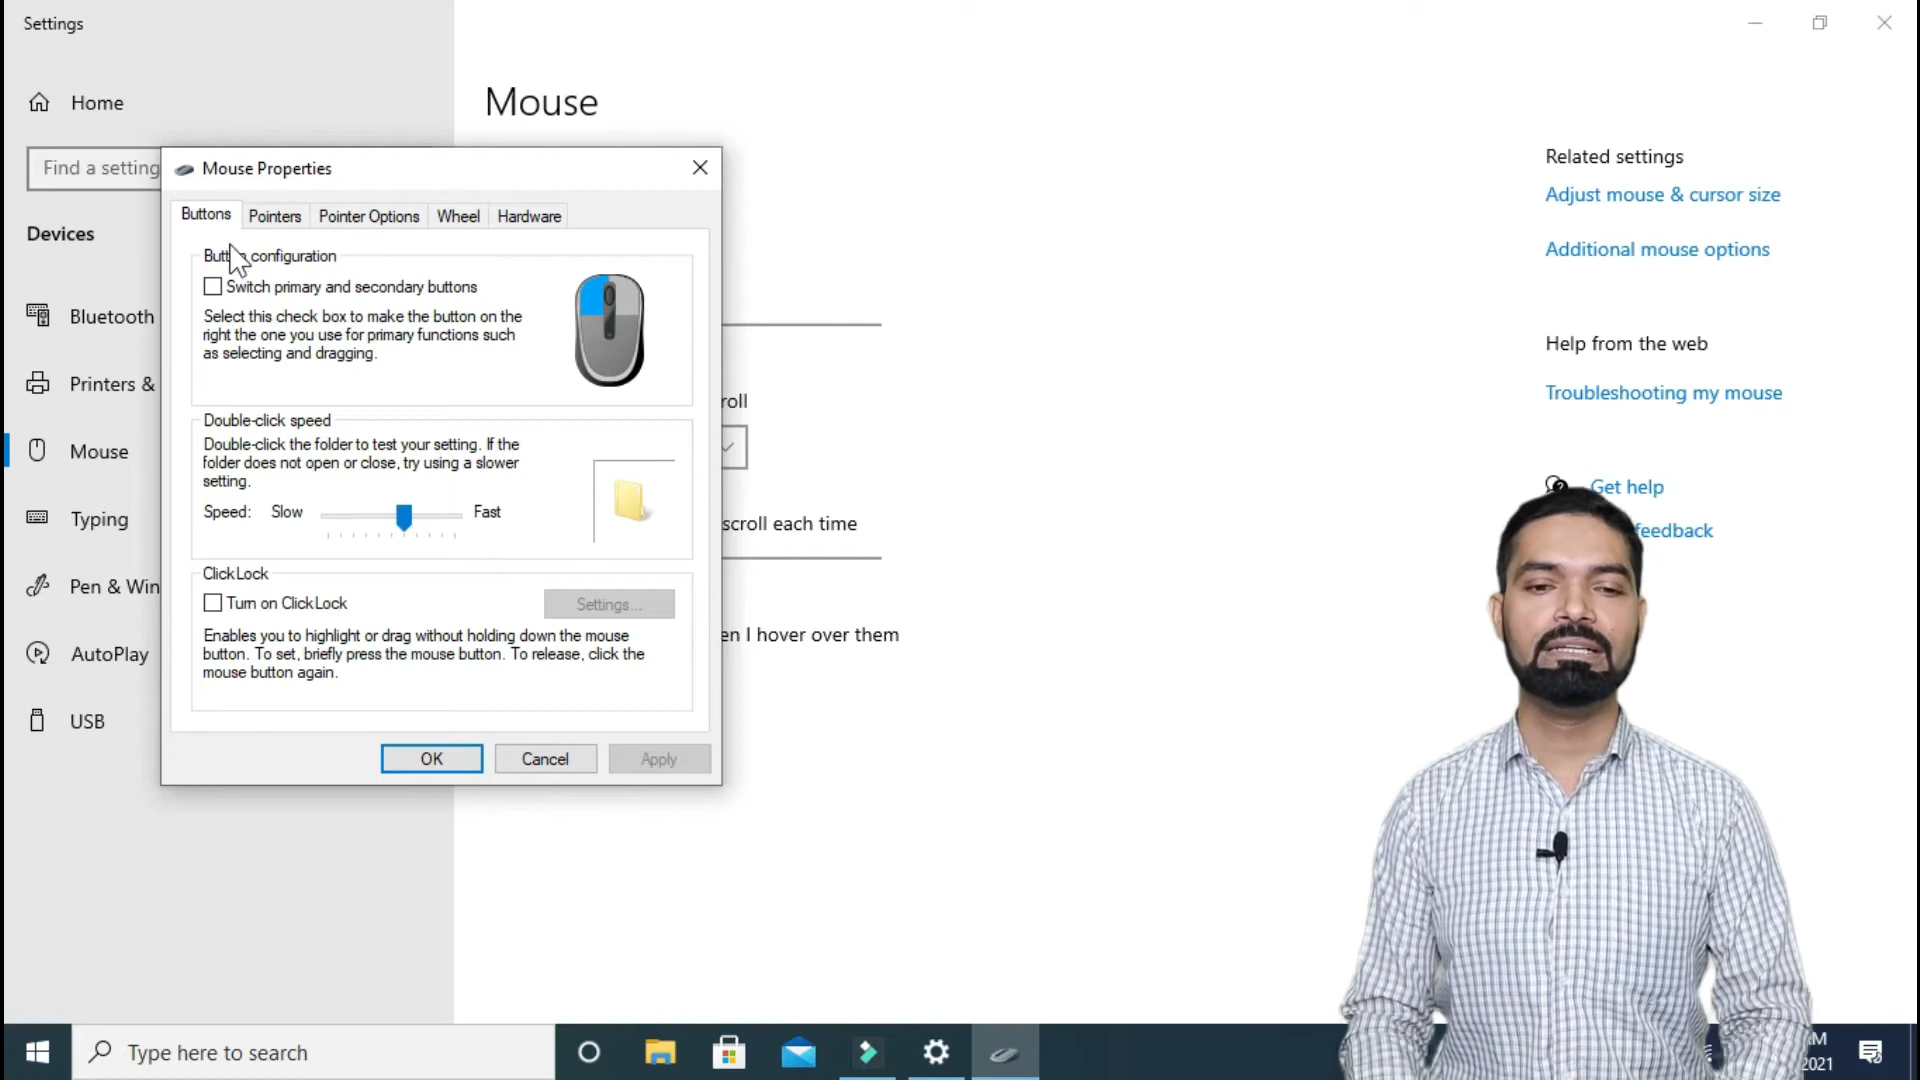 Settings
Home
Find a setting
Devices
Bluetooth
Printers &
Mouse
Typing
Pen & Win
AutoPlay
USB
Mouse
roll
scroll each time
en I hover over them
Mouse Properties
Buttons
Pointers
Pointer Options
Wheel
Hardware
Button configuration
Switch primary and secondary buttons
Select this check box to make the button on the
right the one you use for primary functions such
as selecting and dragging.
Double-click speed
Double-click the folder to test your setting. If the
folder does not open or close, try using a slower
setting.
Speed: Slow Fast
ClickLock
Turn on ClickLock
Settings...
Enables you to highlight or drag without holding down the mouse
button. To set, briefly press the mouse button. To release, click the
mouse button again.
OK
Cancel
Apply
Related settings
Adjust mouse & cursor size
Additional mouse options
Help from the web
Troubleshooting my mouse
Get help
feedback
Type here to search
2021